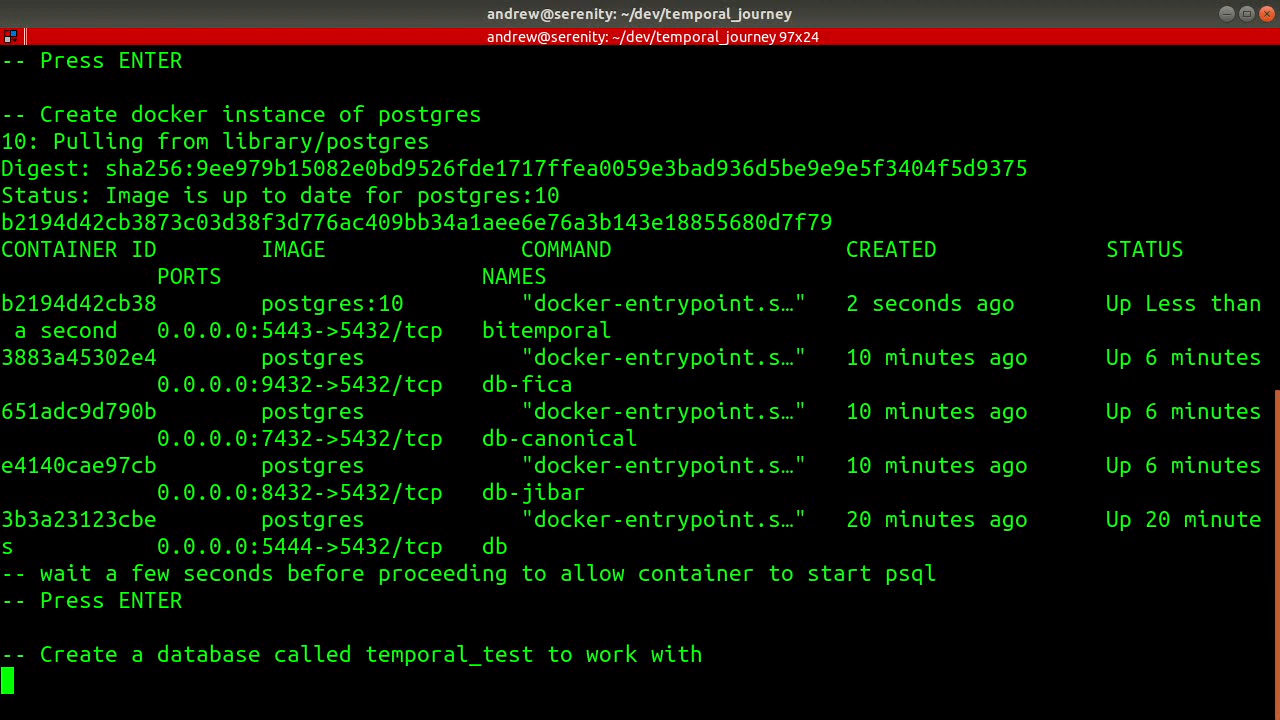 andrew@serenity: ~/dev/temporal_journey
andrew@serenity: ~/dev/temporal_journey 97x24
-- Press ENTER
-- Create docker instance of postgres
10: Pulling from library/postgres
Digest: sha256:9ee979b15082e0bd9526fde1717ffea0059e3bad936d5be9e9e5f3404f5d9375
Status: Image is up to date for postgres:10
b2194d42cb3873c03d38f3d776ac409bb34a1aee6e76a3b143e18855680d7f79
CONTAINER ID        IMAGE               COMMAND                  CREATED             STATUS
            PORTS                    NAMES
b2194d42cb38        postgres:10         "docker-entrypoint.s…"   2 seconds ago       Up Less than
 a second   0.0.0.0:5443->5432/tcp   bitemporal
3883a45302e4        postgres            "docker-entrypoint.s…"   10 minutes ago      Up 6 minutes
            0.0.0.0:9432->5432/tcp   db-fica
651adc9d790b        postgres            "docker-entrypoint.s…"   10 minutes ago      Up 6 minutes
            0.0.0.0:7432->5432/tcp   db-canonical
e4140cae97cb        postgres            "docker-entrypoint.s…"   10 minutes ago      Up 6 minutes
            0.0.0.0:8432->5432/tcp   db-jibar
3b3a23123cbe        postgres            "docker-entrypoint.s…"   20 minutes ago      Up 20 minute
s           0.0.0.0:5444->5432/tcp   db
-- wait a few seconds before proceeding to allow container to start psql
-- Press ENTER
-- Create a database called temporal_test to work with